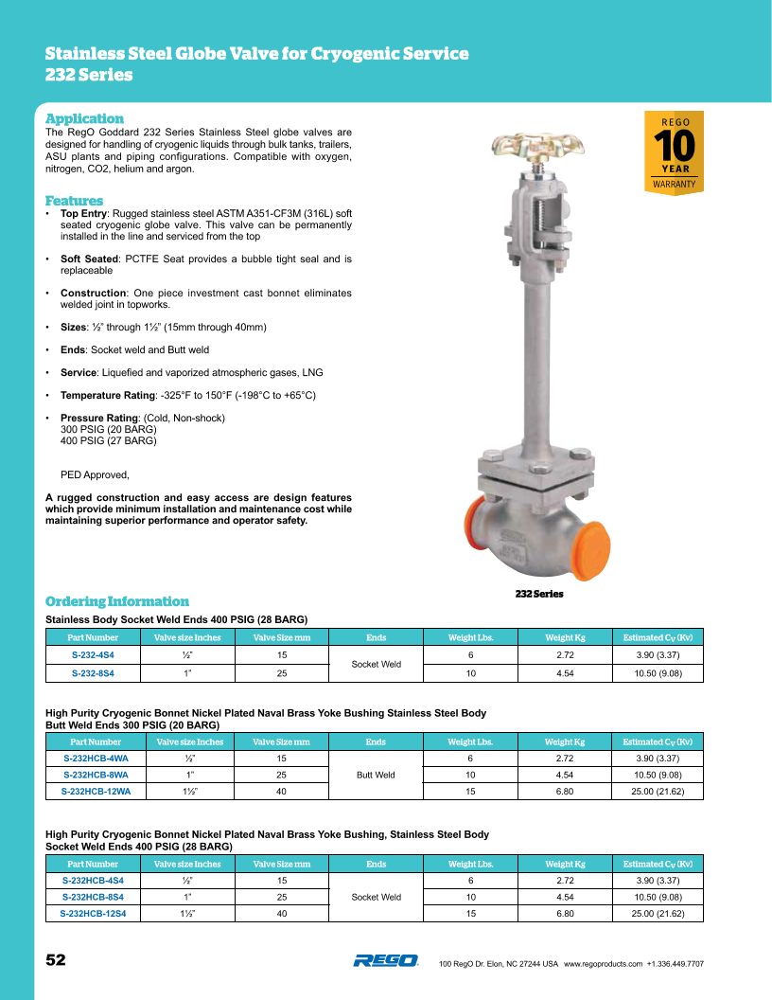 Stainless Steel Globe Valve for Cryogenic Service
232 Series
Application
The RegO Goddard 232 Series Stainless Steel globe valves are
designed for handling of cryogenic liquids through bulk tanks, trailers,
ASU plants and piping configurations. Compatible with oxygen,
nitrogen, CO2, helium and argon.
Features
• Top Entry: Rugged stainless steel ASTM A351-CF3M (316L) soft
seated cryogenic globe valve. This valve can be permanently
installed in the line and serviced from the top
• Soft Seated: PCTFE Seat provides a bubble tight seal and is
replaceable
• Construction: One piece investment cast bonnet eliminates
welded joint in topworks.
• Sizes: ½" through 1½" (15mm through 40mm)
• Ends: Socket weld and Butt weld
• Service: Liquefied and vaporized atmospheric gases, LNG
• Temperature Rating: -325°F to 150°F (-198°C to +65°C)
• Pressure Rating: (Cold, Non-shock)
300 PSIG (20 BARG)
400 PSIG (27 BARG)
PED Approved,
A rugged construction and easy access are design features
which provide minimum installation and maintenance cost while
maintaining superior performance and operator safety.
REGO
10
YEAR
WARRANTY
232 Series
Ordering Information
Stainless Body Socket Weld Ends 400 PSIG (28 BARG)
Part Number Valve size Inches Valve Size mm Ends Weight Lbs. Weight Kg Estimated Cv (Kv)
S-232-4S4 ½" 15 Socket Weld 6 2.72 3.90 (3.37)
S-232-8S4 1" 25 10 4.54 10.50 (9.08)
High Purity Cryogenic Bonnet Nickel Plated Naval Brass Yoke Bushing Stainless Steel Body
Butt Weld Ends 300 PSIG (20 BARG)
Part Number Valve size Inches Valve Size mm Ends Weight Lbs. Weight Kg Estimated Cv (Kv)
S-232HCB-4WA ½" 15 6 2.72 3.90 (3.37)
S-232HCB-8WA 1" 25 Butt Weld 10 4.54 10.50 (9.08)
S-232HCB-12WA 1½" 40 15 6.80 25.00 (21.62)
High Purity Cryogenic Bonnet Nickel Plated Naval Brass Yoke Bushing, Stainless Steel Body
Socket Weld Ends 400 PSIG (28 BARG)
Part Number Valve size Inches Valve Size mm Ends Weight Lbs. Weight Kg Estimated Cv (Kv)
S-232HCB-4S4 ½" 15 6 2.72 3.90 (3.37)
S-232HCB-8S4 1" 25 Socket Weld 10 4.54 10.50 (9.08)
S-232HCB-12S4 1½" 40 15 6.80 25.00 (21.62)
52
REGO
100 RegO Dr. Elon, NC 27244 USA www.regoproducts.com +1.336.449.7707